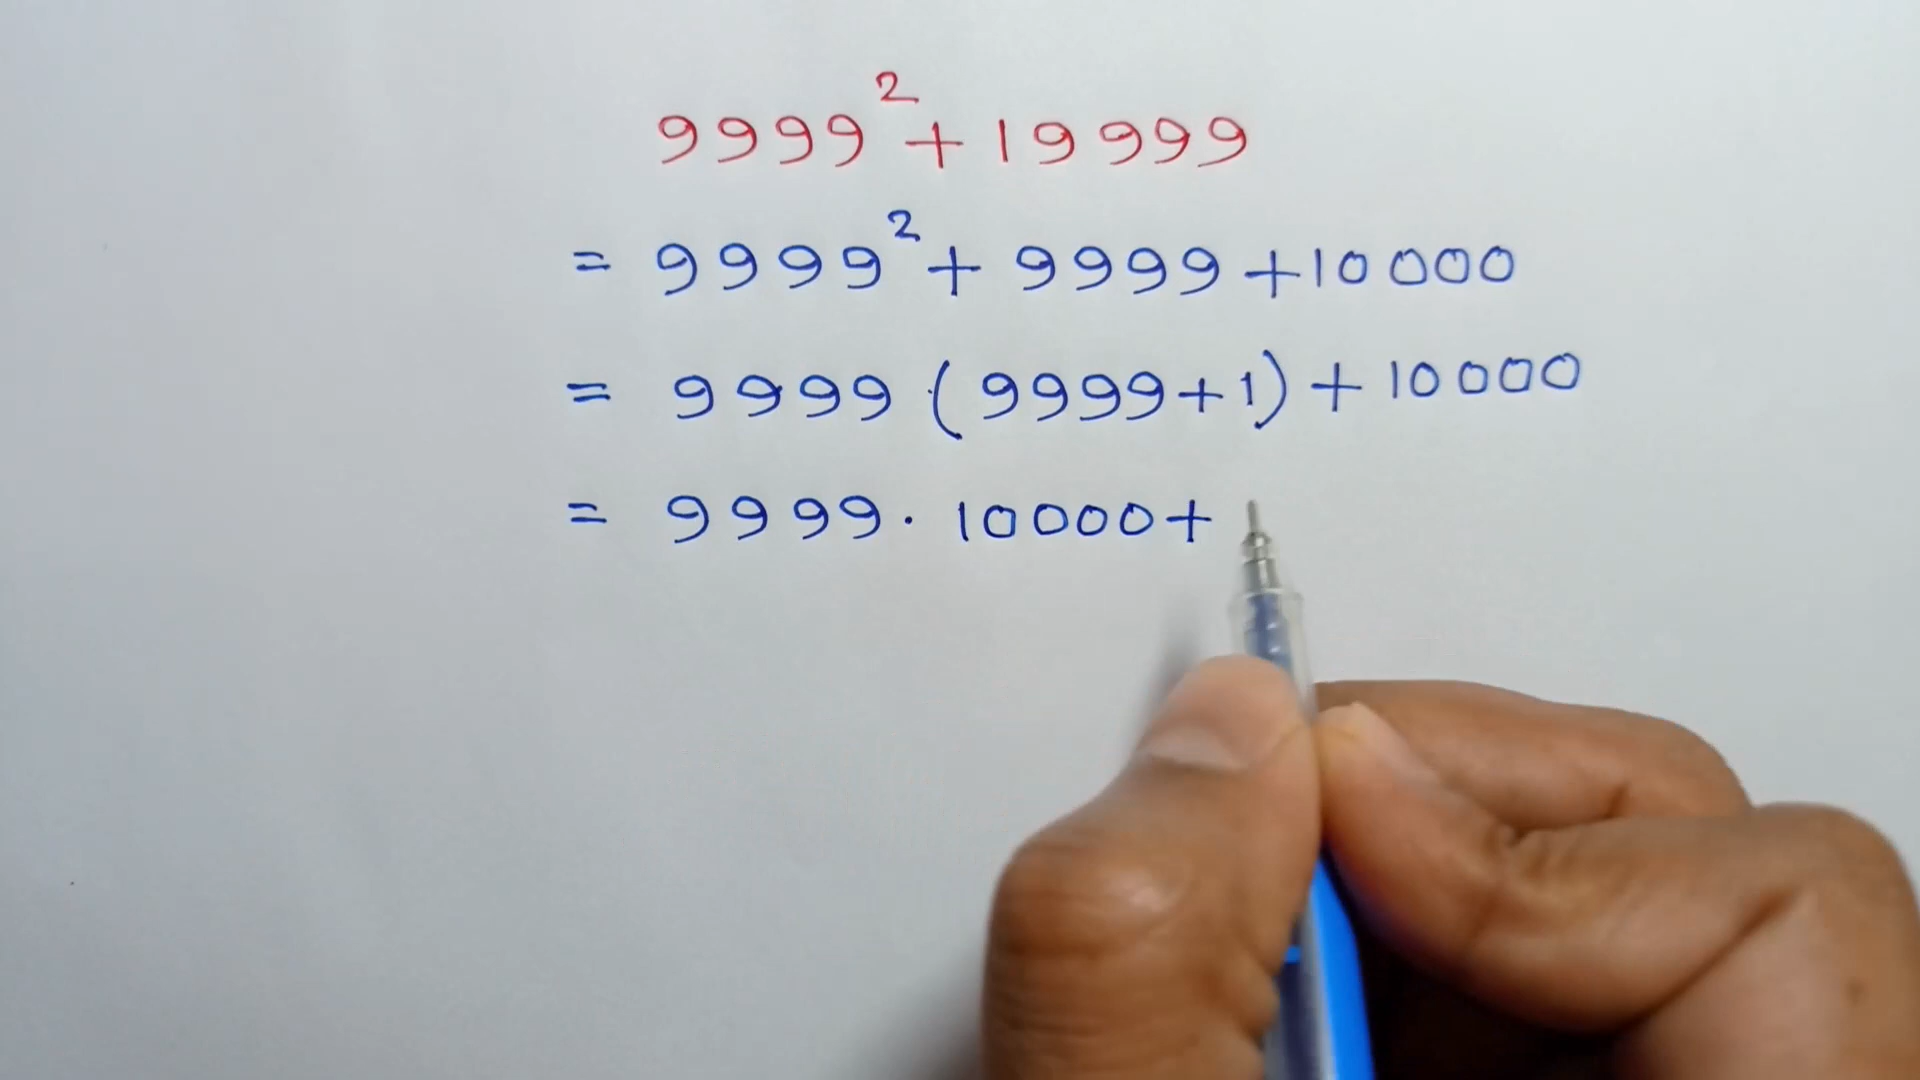 9999² + 19999
= 9999² + 9999 + 10000
= 9999 (9999 + 1) + 10000
= 9999 · 10000 +